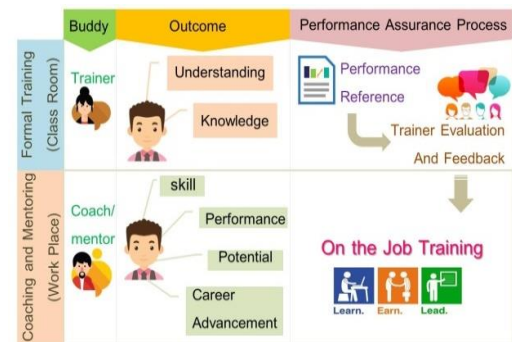 Buddy
Outcome
Performance Assurance Process
Formal Training
(Class Room)
Trainer
Understanding
Knowledge
Performance
Reference
Trainer Evaluation
And Feedback
Coaching and Mentoring
(Work Place)
Coach/
mentor
skill
Performance
Potential
Career
Advancement
On the Job Training
Learn.
Earn.
Lead.